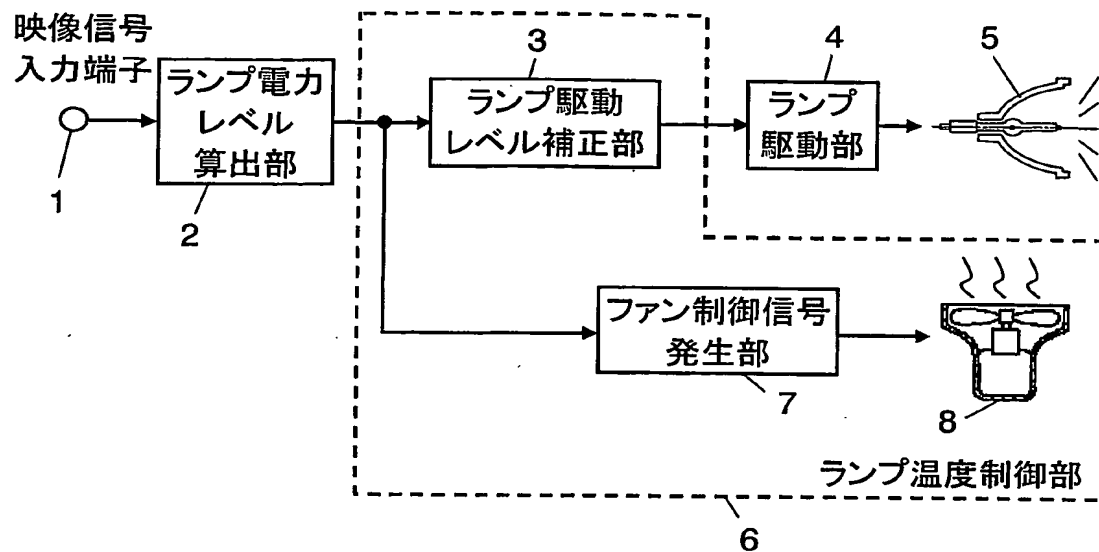 映像信号
入力端子
1
ランプ電力
レベル
算出部
2
3
ランプ駆動
レベル補正部
4
ランプ
駆動部
5
ファン制御信号
発生部
7
8
ランプ温度制御部
6